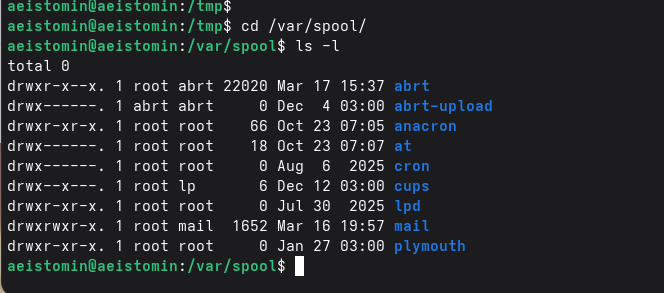 aeistomin@aeistomin:/tmp$
aeistomin@aeistomin:/tmp$ cd /var/spool/
aeistomin@aeistomin:/var/spool$ ls -l
total 0
drwxr-x--x. 1 root abrt 22020 Mar 17 15:37 abrt
drwx------. 1 abrt abrt     0 Dec  4 03:00 abrt-upload
drwxr-xr-x. 1 root root    66 Oct 23 07:05 anacron
drwx------. 1 root root    18 Oct 23 07:07 at
drwx------. 1 root root     0 Aug  6  2025 cron
drwx--x---. 1 root lp       6 Dec 12 03:00 cups
drwxr-xr-x. 1 root root     0 Jul 30  2025 lpd
drwxrwxr-x. 1 root mail  1652 Mar 16 19:57 mail
drwxr-xr-x. 1 root root     0 Jan 27 03:00 plymouth
aeistomin@aeistomin:/var/spool$